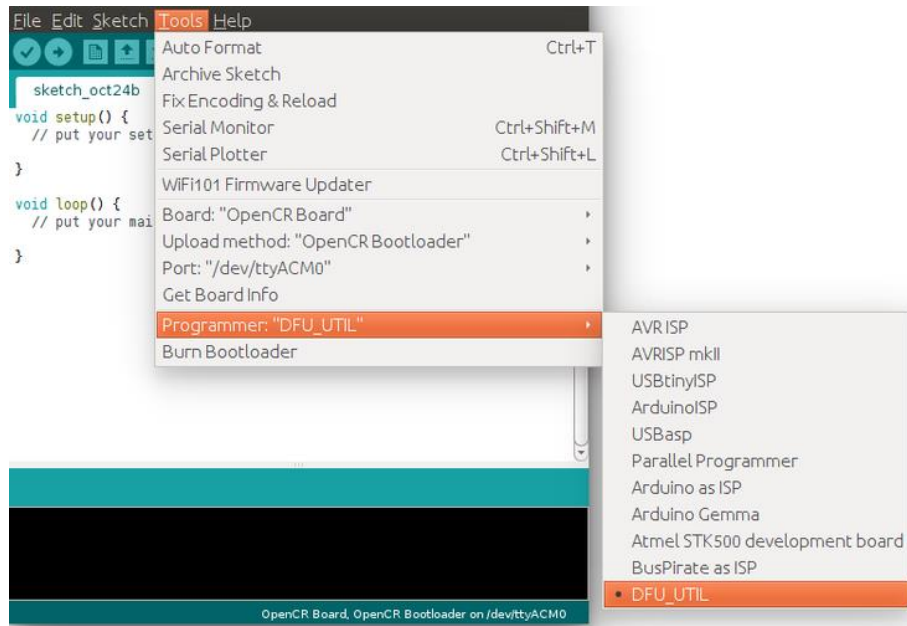 File Edit Sketch Tools Help
sketch_oct24b
void setup() {
// put your set
}
void loop() {
// put your mai
}
Auto Format Ctrl+T
Archive Sketch
Fix Encoding & Reload
Serial Monitor Ctrl+Shift+M
Serial Plotter Ctrl+Shift+L
WiFi101 Firmware Updater
Board: "OpenCR Board"
Upload method: "OpenCR Bootloader"
Port: "/dev/ttyACM0"
Get Board Info
Programmer: "DFU_UTIL"
Burn Bootloader
AVR ISP
AVRISP mkII
USBtinyISP
ArduinoISP
USBasp
Parallel Programmer
Arduino as ISP
Arduino Gemma
Atmel STK500 development board
BusPirate as ISP
• DFU_UTIL
OpenCR Board, OpenCR Bootloader on /dev/ttyACM0